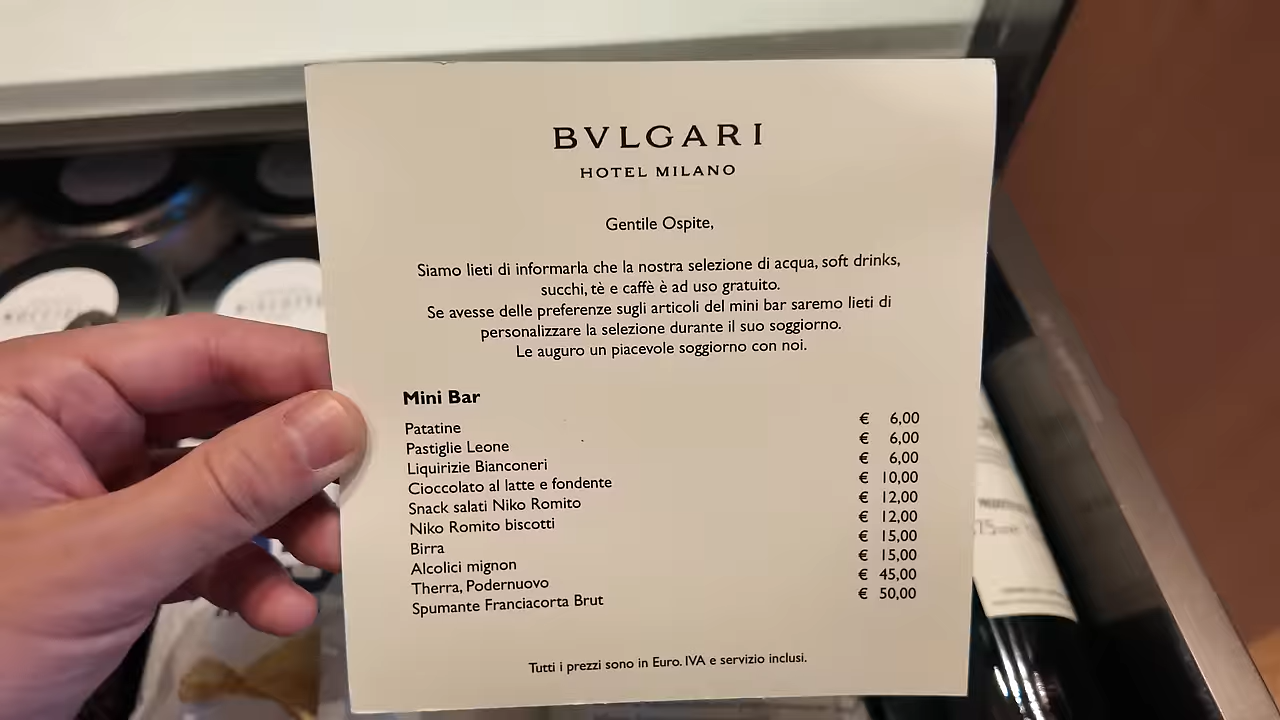 BVLGARI
HOTEL MILANO
Gentile Ospite,
Siamo lieti di informarla che la nostra selezione di acqua, soft drinks,
succhi, tè e caffè è ad uso gratuito.
Se avesse delle preferenze sugli articoli del mini bar saremo lieti di
personalizzare la selezione durante il suo soggiorno.
Le auguro un piacevole soggiorno con noi.
Mini Bar
Patatine € 6,00
Pastiglie Leone € 6,00
Liquirizie Bianconeri € 6,00
Cioccolato al latte e fondente € 10,00
Snack salati Niko Romito € 12,00
Niko Romito biscotti € 12,00
Birra € 15,00
Alcolici mignon € 15,00
Therra, Podernuovo € 45,00
Spumante Franciacorta Brut € 50,00
Tutti i prezzi sono in Euro. IVA e servizio inclusi.